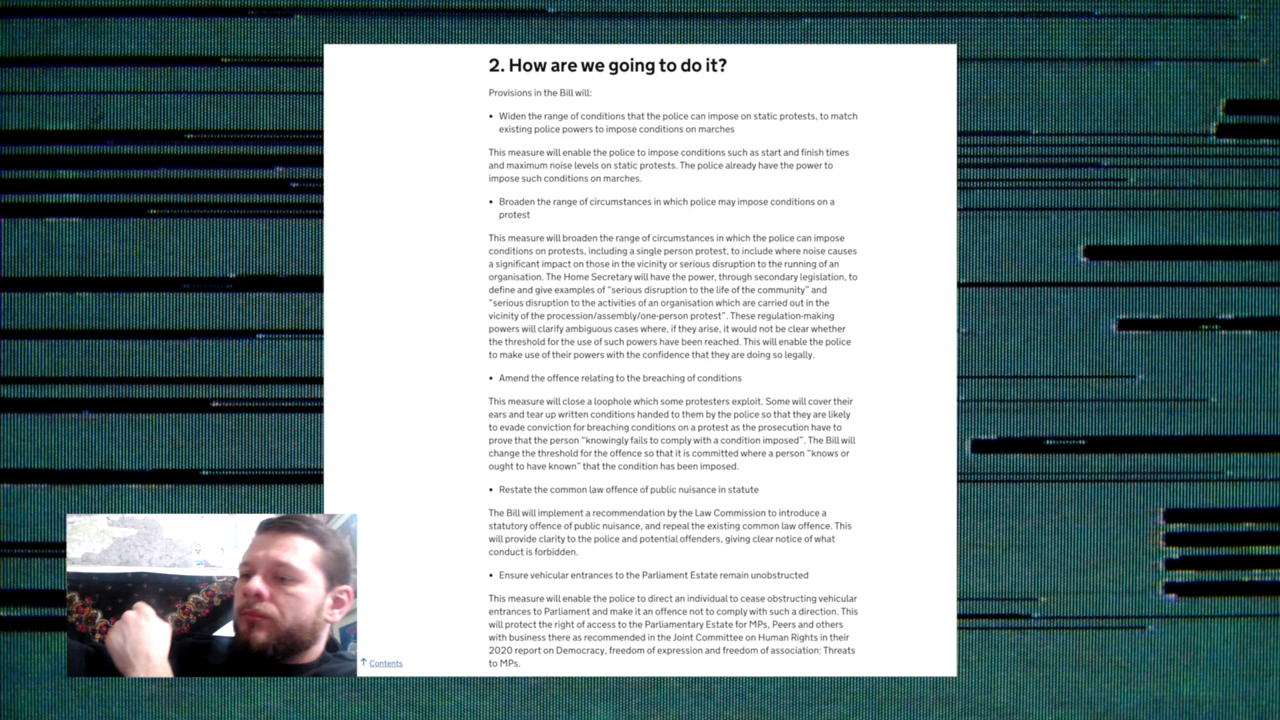 2. How are we going to do it?
Provisions in the Bill will:
• Widen the range of conditions that the police can impose on static protests, to match
existing police powers to impose conditions on marches
This measure will enable the police to impose conditions such as start and finish times
and maximum noise levels on static protests. The police already have the power to
impose such conditions on marches.
• Broaden the range of circumstances in which police may impose conditions on a
protest
This measure will broaden the range of circumstances in which the police can impose
conditions on protests, including a single person protest, to include where noise causes
a significant impact on those in the vicinity or serious disruption to the running of an
organisation. The Home Secretary will have the power, through secondary legislation, to
define and give examples of “serious disruption to the life of the community” and
“serious disruption to the activities of an organisation which are carried out in the
vicinity of the procession/assembly/one-person protest”. These regulation-making
powers will clarify ambiguous cases where, if they arise, it would not be clear whether
the threshold for the use of such powers have been reached. This will enable the police
to make use of their powers with the confidence that they are doing so legally.
• Amend the offence relating to the breaching of conditions
This measure will close a loophole which some protesters exploit. Some will cover their
ears and tear up written conditions handed to them by the police so that they are likely
to evade conviction for breaching conditions on a protest as the prosecution have to
prove that the person “knowingly fails to comply with a condition imposed”. The Bill will
change the threshold for the offence so that it is committed where a person “knows or
ought to have known” that the condition has been imposed.
• Restate the common law offence of public nuisance in statute
The Bill will implement a recommendation by the Law Commission to introduce a
statutory offence of public nuisance, and repeal the existing common law offence. This
will provide clarity to the police and potential offenders, giving clear notice of what
conduct is forbidden.
• Ensure vehicular entrances to the Parliament Estate remain unobstructed
This measure will enable the police to direct an individual to cease obstructing vehicular
entrances to Parliament and make it an offence not to comply with such a direction. This
will protect the right of access to the Parliamentary Estate for MPs, Peers and others
with business there as recommended in the Joint Committee on Human Rights in their
2020 report on Democracy, freedom of expression and freedom of association: Threats
to MPs.
↑ Contents